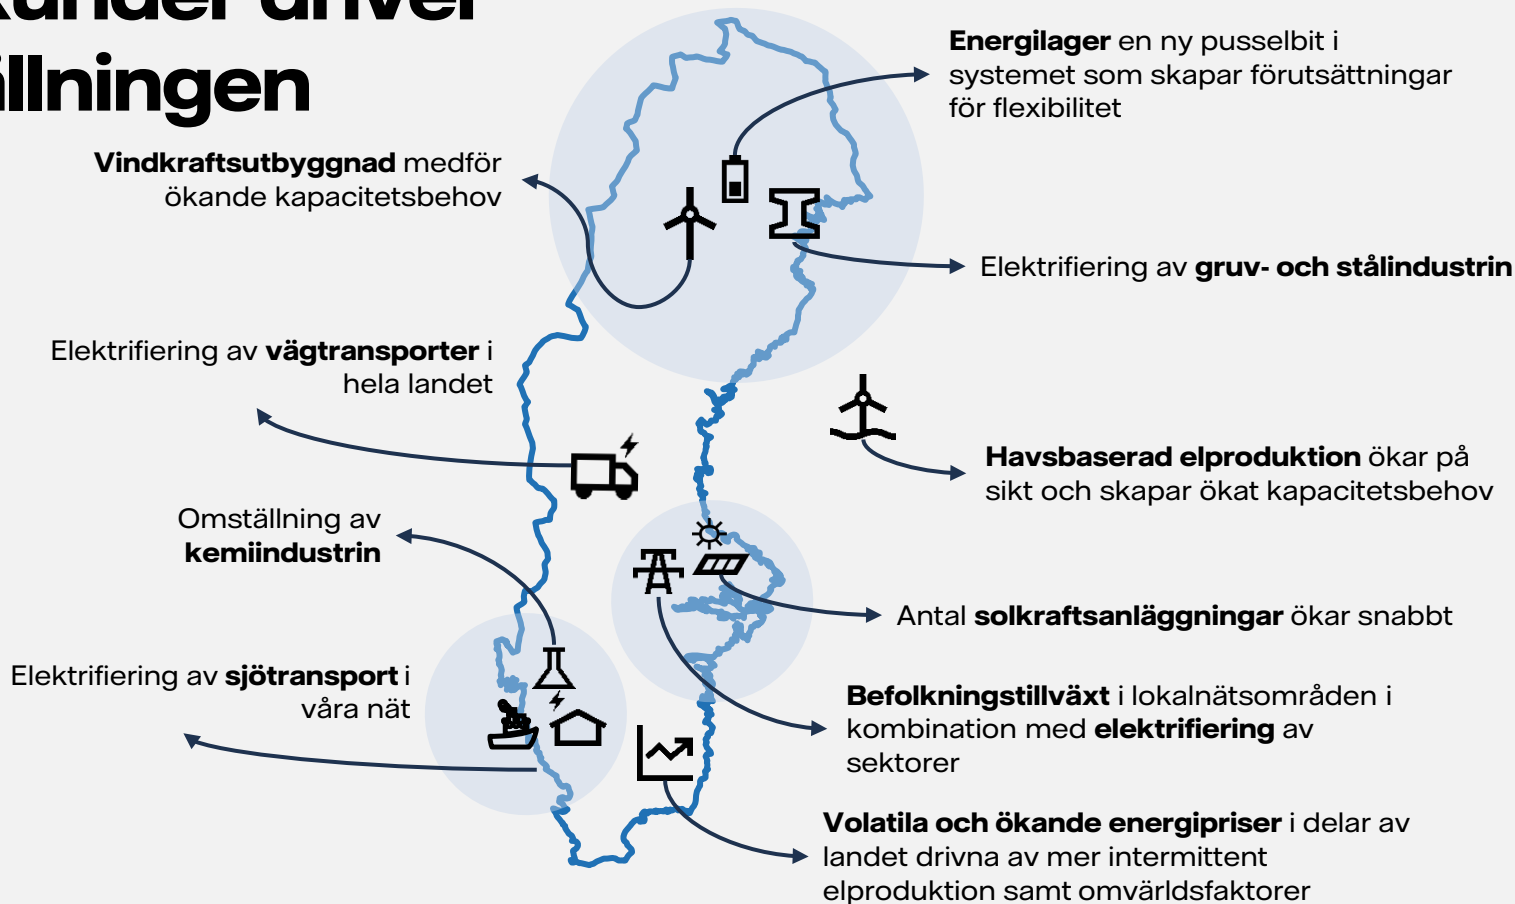 kunder driver
ällningen
Energilager en ny pusselbit i
systemet som skapar förutsättningar
för flexibilitet
Vindkraftsutbyggnad medför
ökande kapacitetsbehov
Elektrifiering av gruv- och stålindustrin
Elektrifiering av vägtransporter i
hela landet
Havsbaserad elproduktion ökar på
sikt och skapar ökat kapacitetsbehov
Omställning av
kemiindustrin
Antal solkraftsanläggningar ökar snabbt
Elektrifiering av sjötransport i
våra nät
Befolkningstillväxt i lokalnätsområden i
kombination med elektrifiering av
sektorer
Volatila och ökande energipriser i delar av
landet drivna av mer intermittent
elproduktion samt omvärldsfaktorer